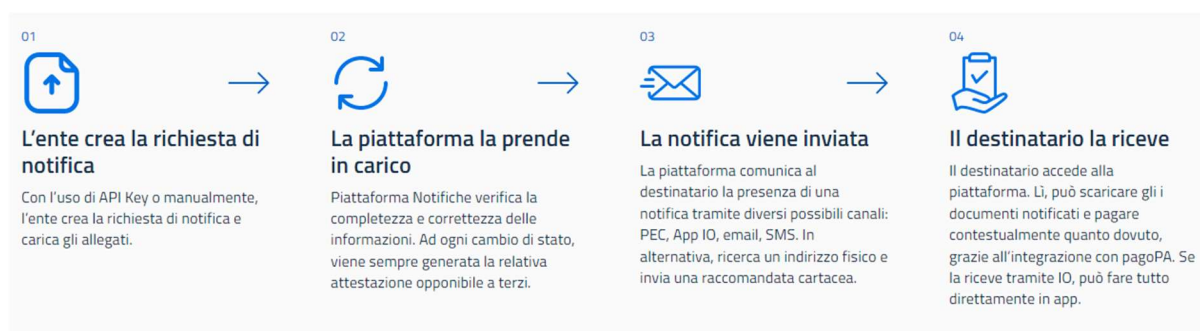 01
L'ente crea la richiesta di
notifica
Con l'uso di API Key o manualmente,
l'ente crea la richiesta di notifica e
carica gli allegati.
02
La piattaforma la prende
in carico
Piattaforma Notifiche verifica la
completezza e correttezza delle
informazioni. Ad ogni cambio di stato,
viene sempre generata la relativa
attestazione opponibile a terzi.
03
La notifica viene inviata
La piattaforma comunica al
destinatario la presenza di una
notifica tramite diversi possibili canali:
PEC, App IO, email, SMS. In
alternativa, ricerca un indirizzo fisico e
invia una raccomandata cartacea.
04
Il destinatario la riceve
Il destinatario accede alla
piattaforma. Lì, può scaricare gli i
documenti notificati e pagare
contestualmente quanto dovuto,
grazie all'integrazione con pagoPA. Se
la riceve tramite IO, può fare tutto
direttamente in app.